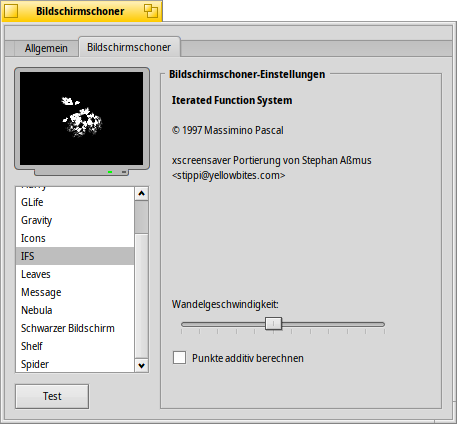 Bildschirmschoner
Allgemein
Bildschirmschoner
Bildschirmschoner-Einstellungen
Iterated Function System
© 1997 Massimino Pascal
xscreensaver Portierung von Stephan Aßmus
<stippi@yellowbites.com>
GLife
Gravity
Icons
IFS
Leaves
Message
Nebula
Schwarzer Bildschirm
Shelf
Spider
Wandelgeschwindigkeit:
Punkte additiv berechnen
Test